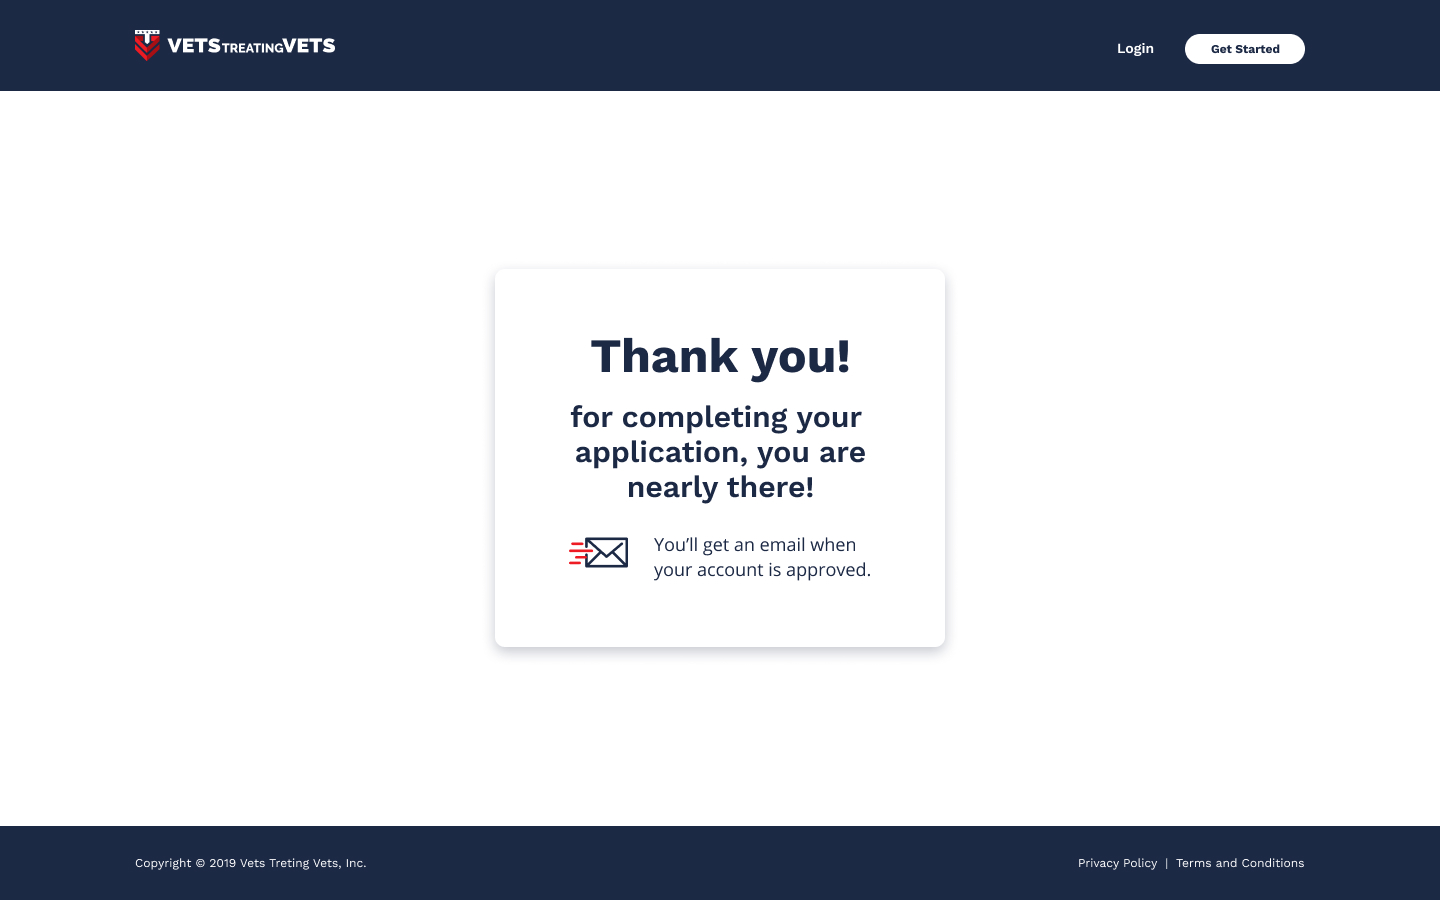 VETSTREATINGVETS
Login
Get Started
Thank you!
for completing your
application, you are
nearly there!
You’ll get an email when
your account is approved.
Copyright © 2019 Vets Treting Vets, Inc.
Privacy Policy | Terms and Conditions